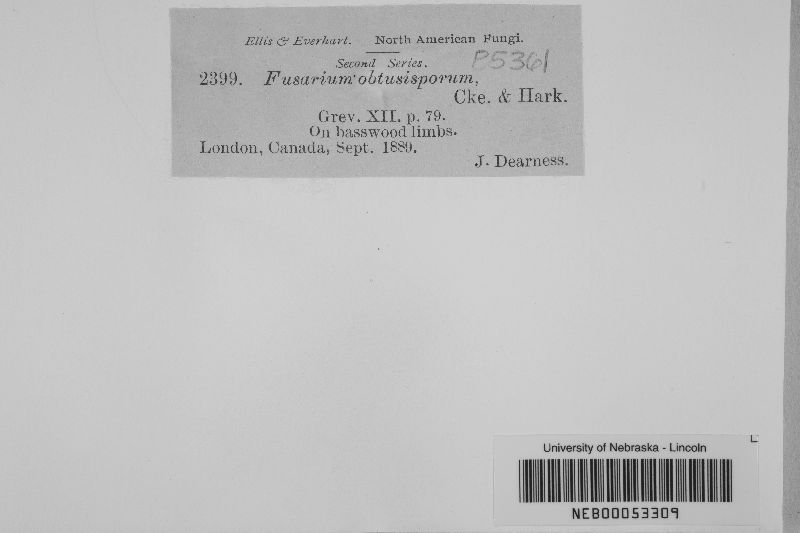 Ellis & Everhart. North American Fungi.
P5361
Second Series.
2399. Fusarium obtusisporum,
Cke. & Hark.
Grev. XII. p. 79.
On basswood limbs.
London, Canada, Sept. 1889.
J. Dearness.
University of Nebraska - Lincoln
NEB00053309